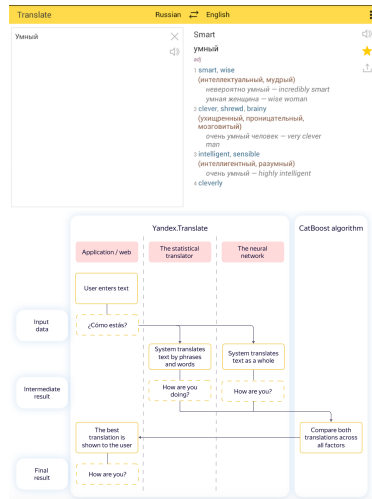 Translate
Russian
English
Умный
Smart
умный
adj
1 smart, wise
(интеллектуальный, мудрый)
невероятно умный — incredibly smart
умная женщина — wise woman
2 clever, shrewd, brainy
(ухищренный, проницательный,
мозговитый)
очень умный человек — very clever
man
3 intelligent, sensible
(интеллигентный, разумный)
очень умный — highly intelligent
4 cleverly
Yandex.Translate
CatBoost algorithm
Application / web
The statistical
translator
The neural
network
User enters text
Input
data
¿Cómo estás?
System translates
text by phrases
and words
System translates
text as a whole
Intermediate
result
How are you
doing?
How are you?
The best
translation is
shown to the user
Compare both
translations across
all factors
Final
result
How are you?